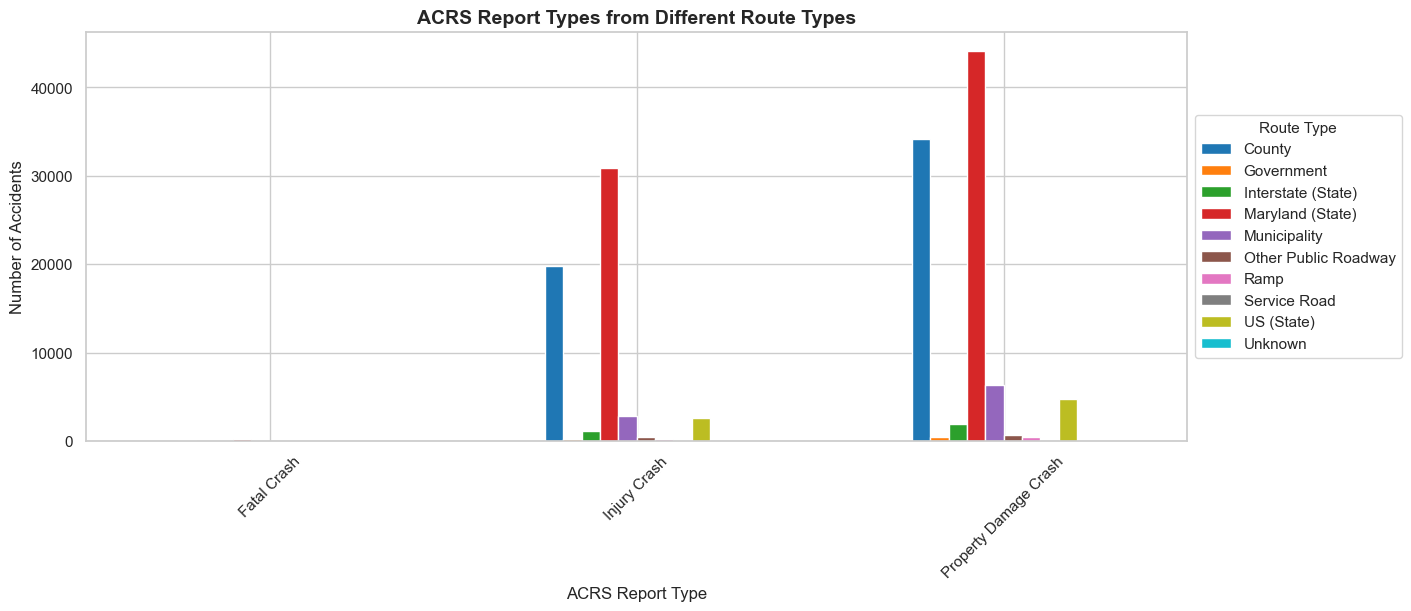 ACRS Report Types from Different Route Types
Number of Accidents
40000
30000
20000
10000
0
Fatal Crash
Injury Crash
Property Damage Crash
ACRS Report Type
Route Type
County
Government
Interstate (State)
Maryland (State)
Municipality
Other Public Roadway
Ramp
Service Road
US (State)
Unknown